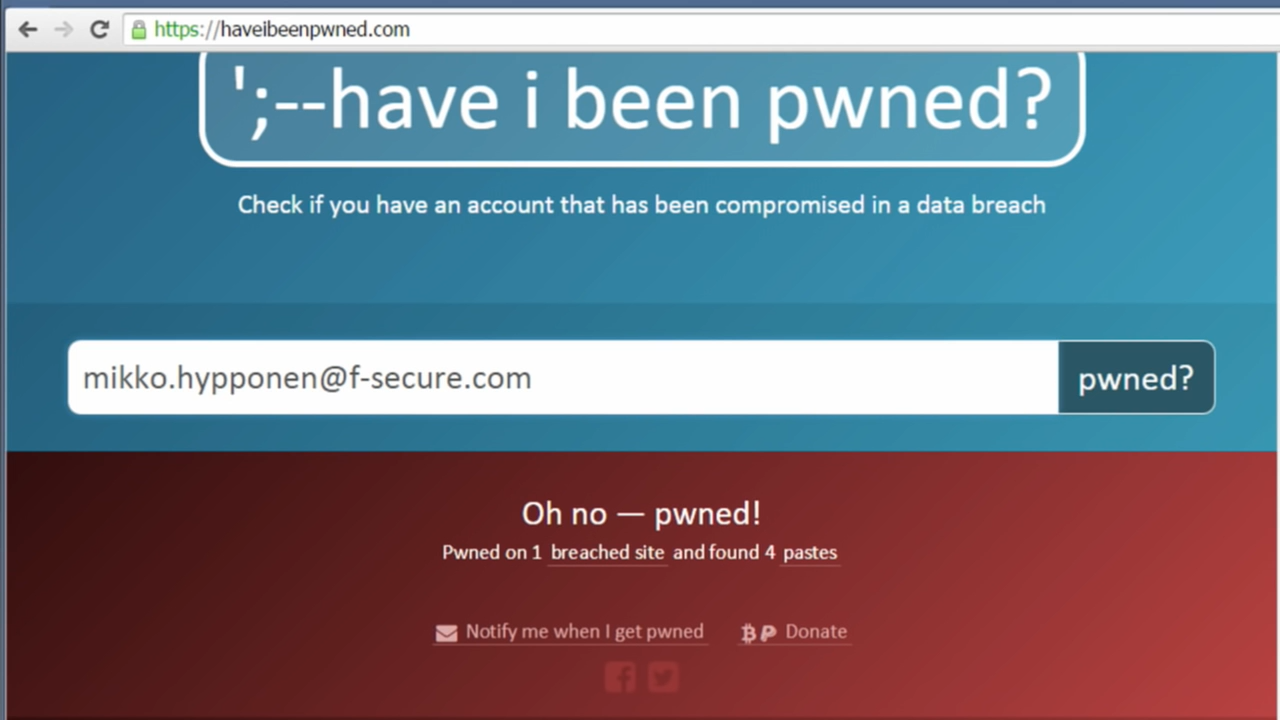 https://haveibeenpwned.com
';--have i been pwned?
Check if you have an account that has been compromised in a data breach
mikko.hypponen@f-secure.com pwned?
Oh no — pwned!
Pwned on 1 breached site and found 4 pastes
Notify me when I get pwned Donate